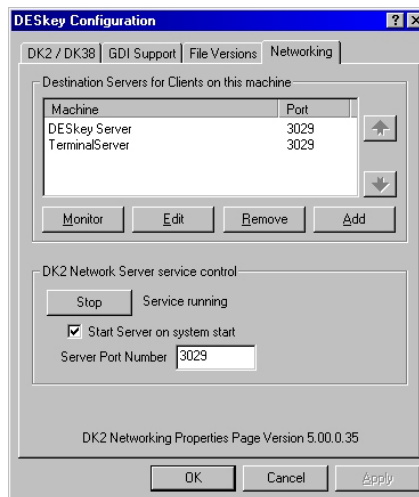 DESkey Configuration
DK2 / DK38 GDI Support File Versions Networking
Destination Servers for Clients on this machine
Machine Port
DESkey Server 3029
TerminalServer 3029
Monitor Edit Remove Add
DK2 Network Server service control
Stop Service running
Start Server on system start
Server Port Number 3029
DK2 Networking Properties Page Version 5.00.0.35
OK Cancel Apply